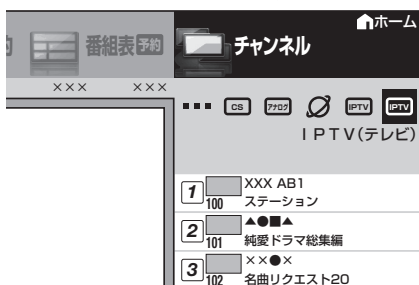 ホーム
番組表 予約
チャンネル
××× ×××
CS アナログ IPTV IPTV
IPTV(テレビ)
1 100 XXX AB1
ステーション
2 101 ▲●■▲
純愛ドラマ総集編
3 102 ××●×
名曲リクエスト20